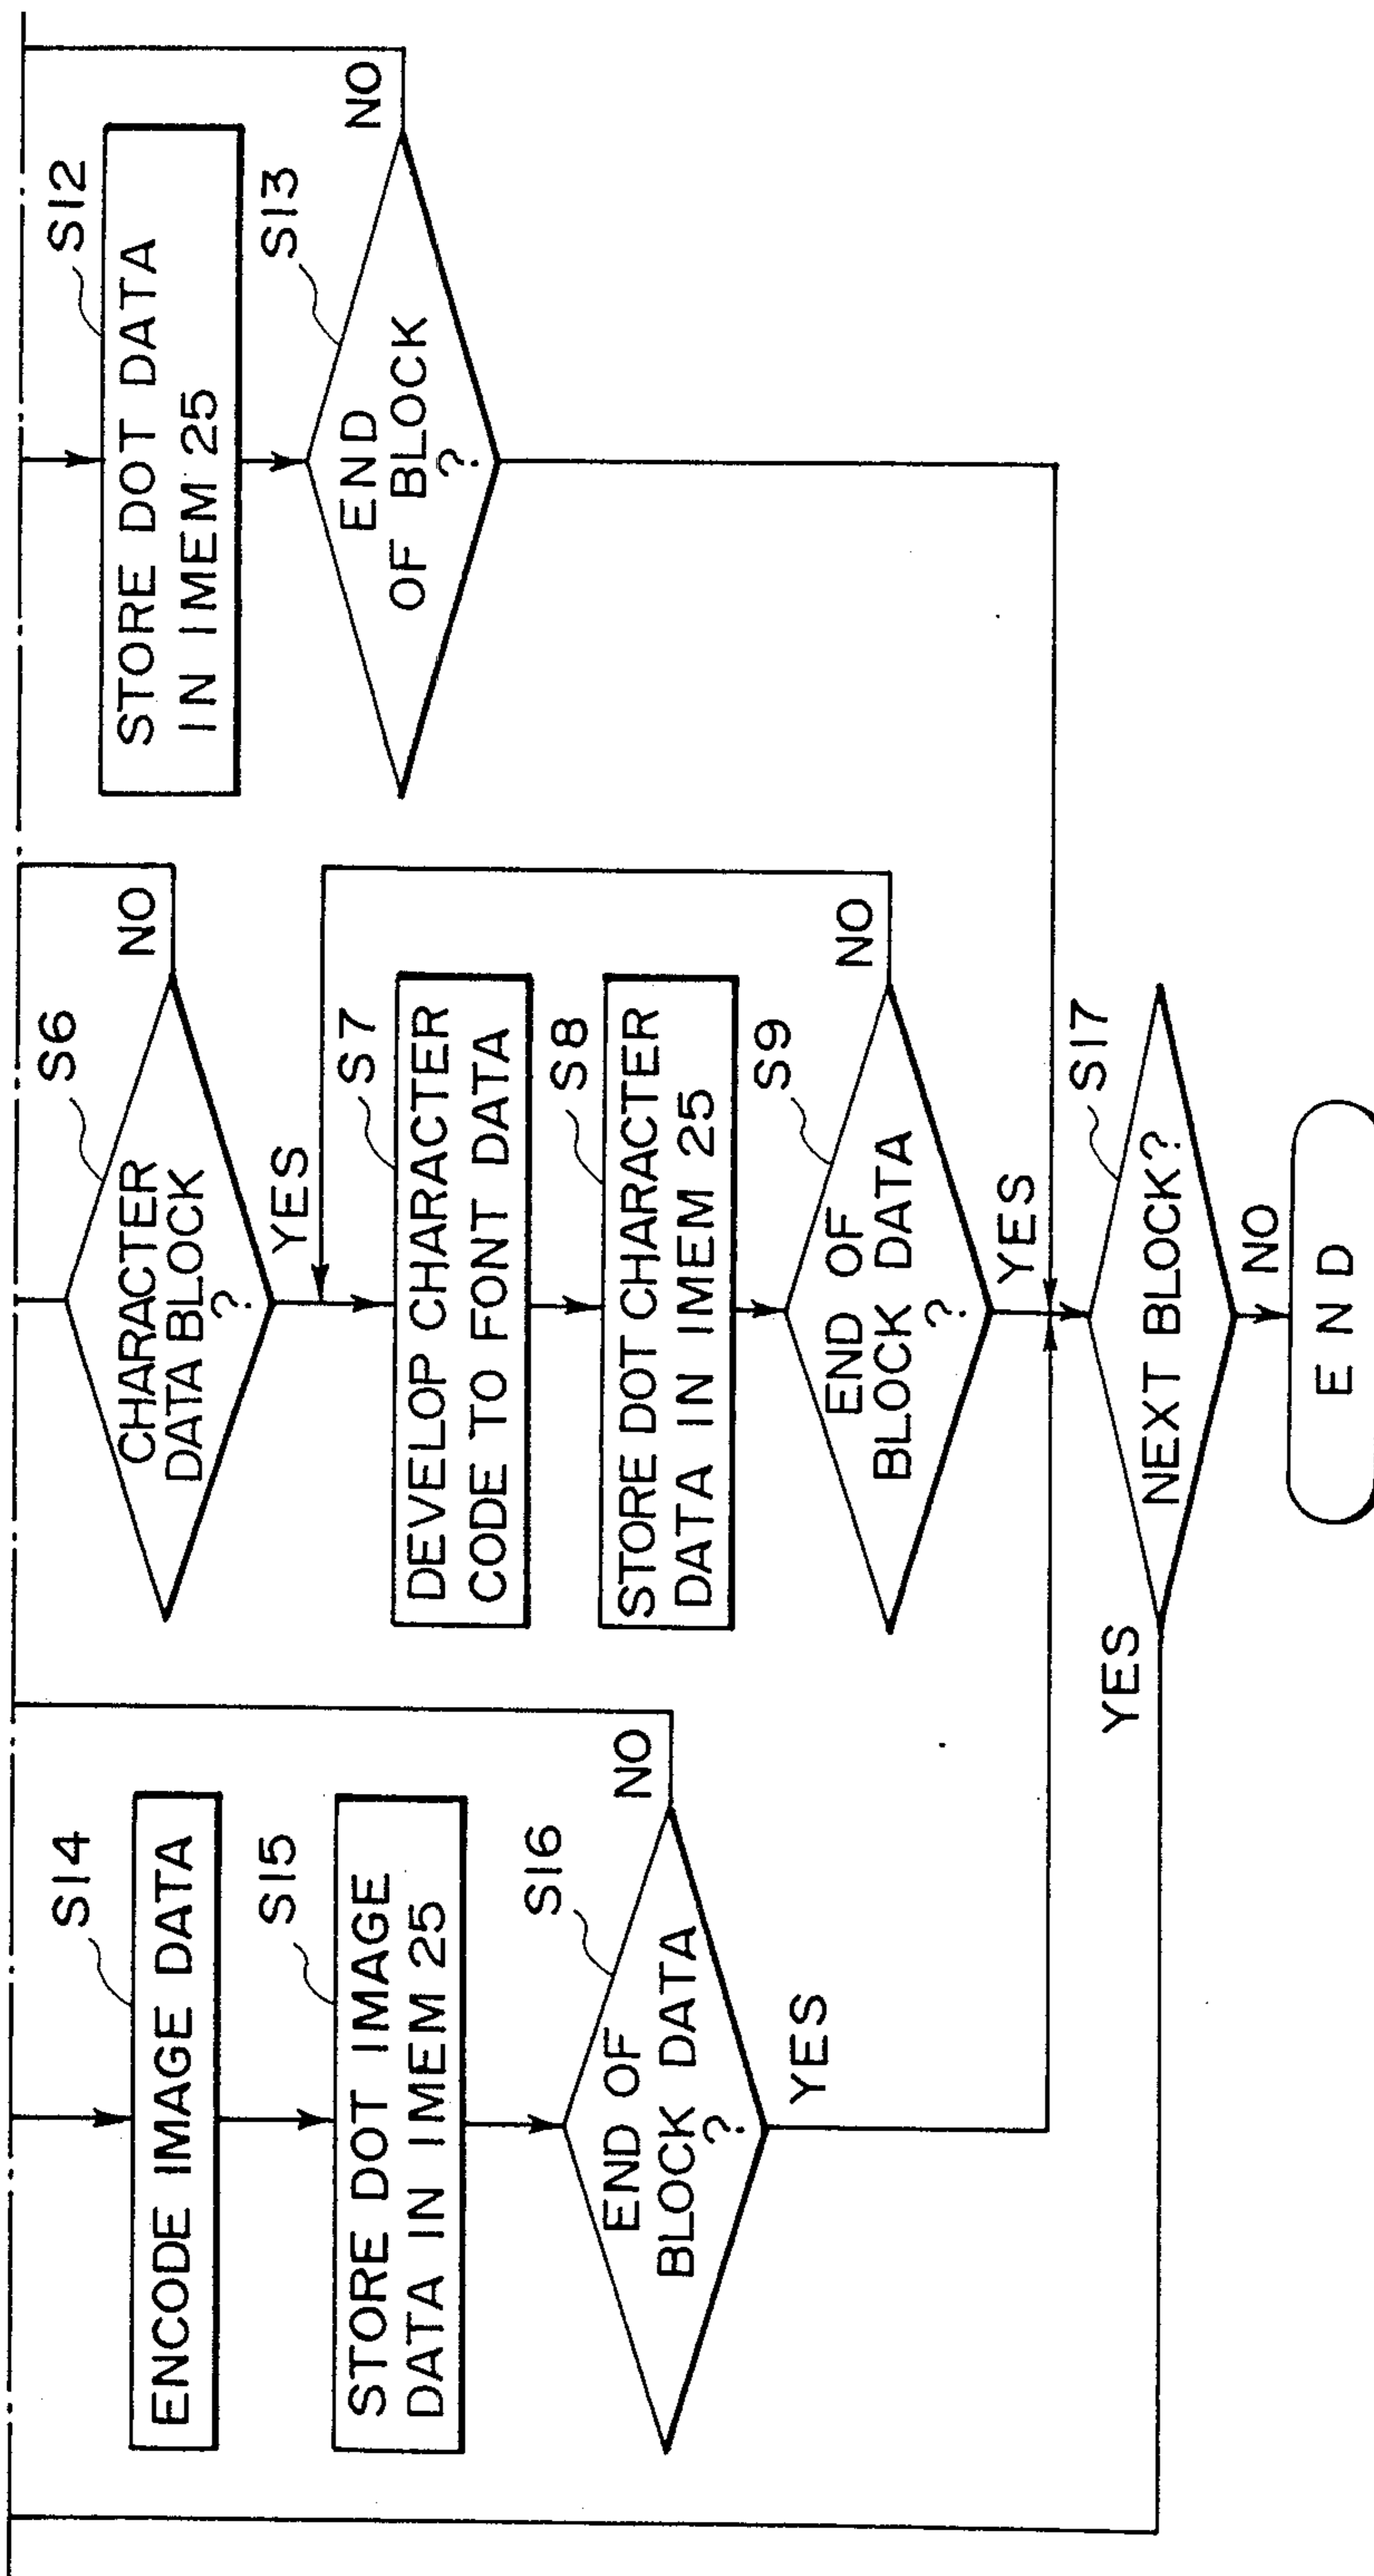 S14
ENCODE IMAGE DATA
S15
STORE DOT IMAGE
DATA IN IMEM 25
S16
END OF
BLOCK DATA
?
NO
YES
S6
CHARACTER
DATA BLOCK
?
NO
YES
S7
DEVELOP CHARACTER
CODE TO FONT DATA
S8
STORE DOT CHARACTER
DATA IN IMEM 25
S9
END OF
BLOCK DATA
?
NO
YES
S12
STORE DOT DATA
IN IMEM 25
S13
END
OF BLOCK
?
NO
S17
NEXT BLOCK?
YES
NO
END